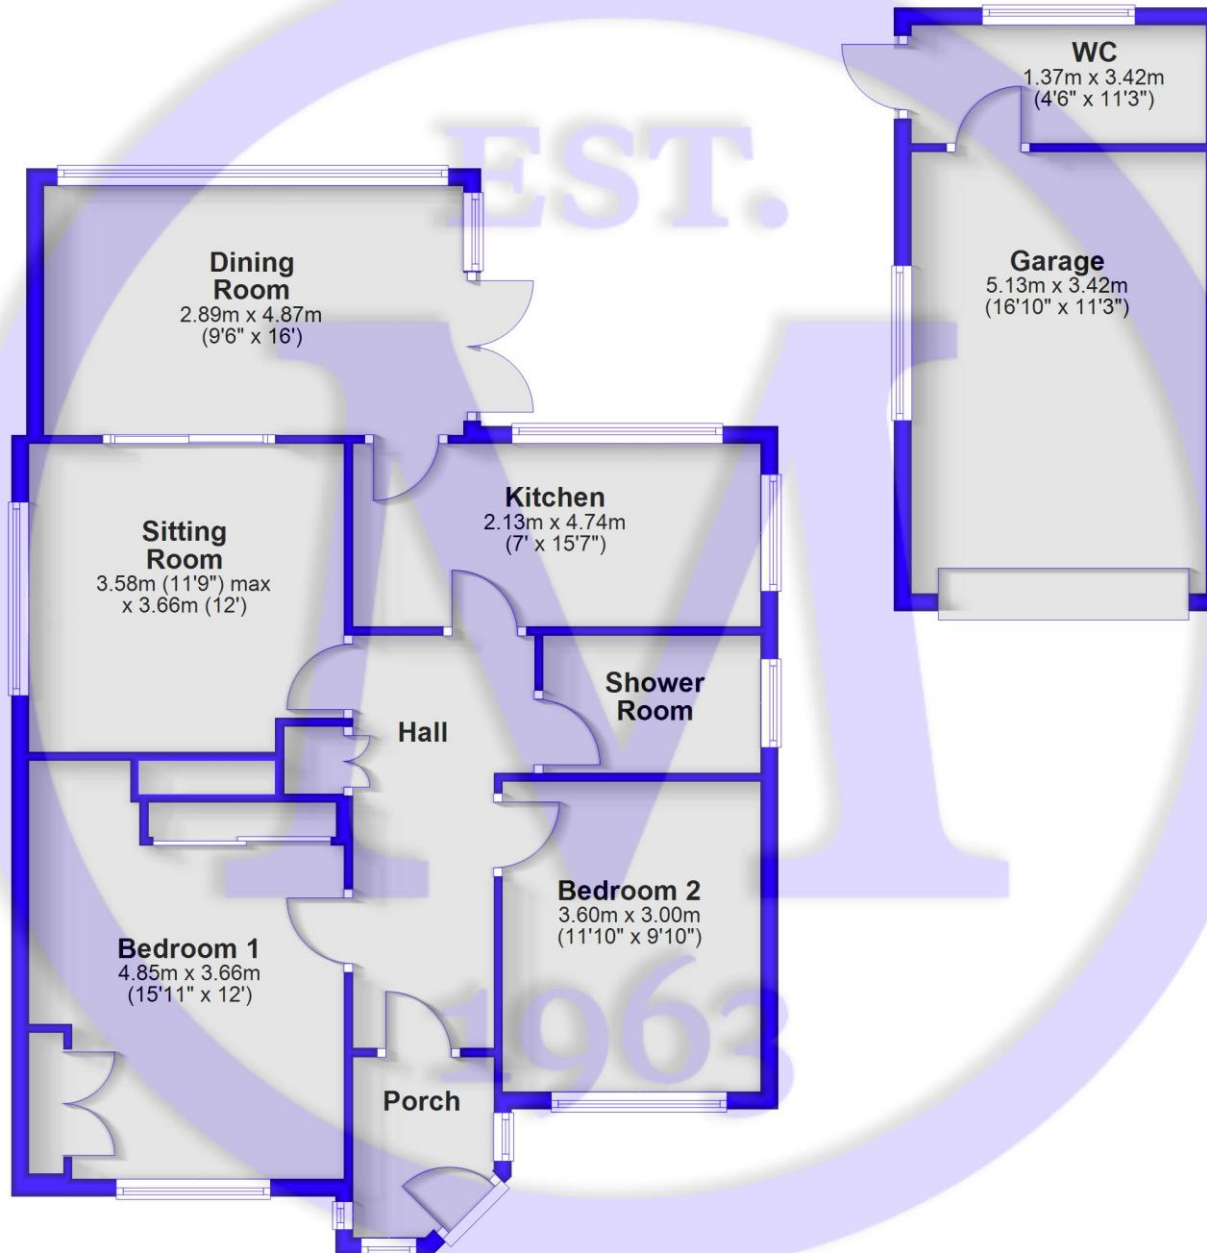 WC
1.37m x 3.42m
(4'6" x 11'3")
EST.
Dining
Room
2.89m x 4.87m
(9'6" x 16')
Garage
5.13m x 3.42m
(16'10" x 11'3")
Kitchen
2.13m x 4.74m
(7' x 15'7")
Sitting
Room
3.58m (11'9") max
x 3.66m (12')
Shower
Room
Hall
Bedroom 2
3.60m x 3.00m
(11'10" x 9'10")
Bedroom 1
4.85m x 3.66m
(15'11" x 12')
M
1963
Porch